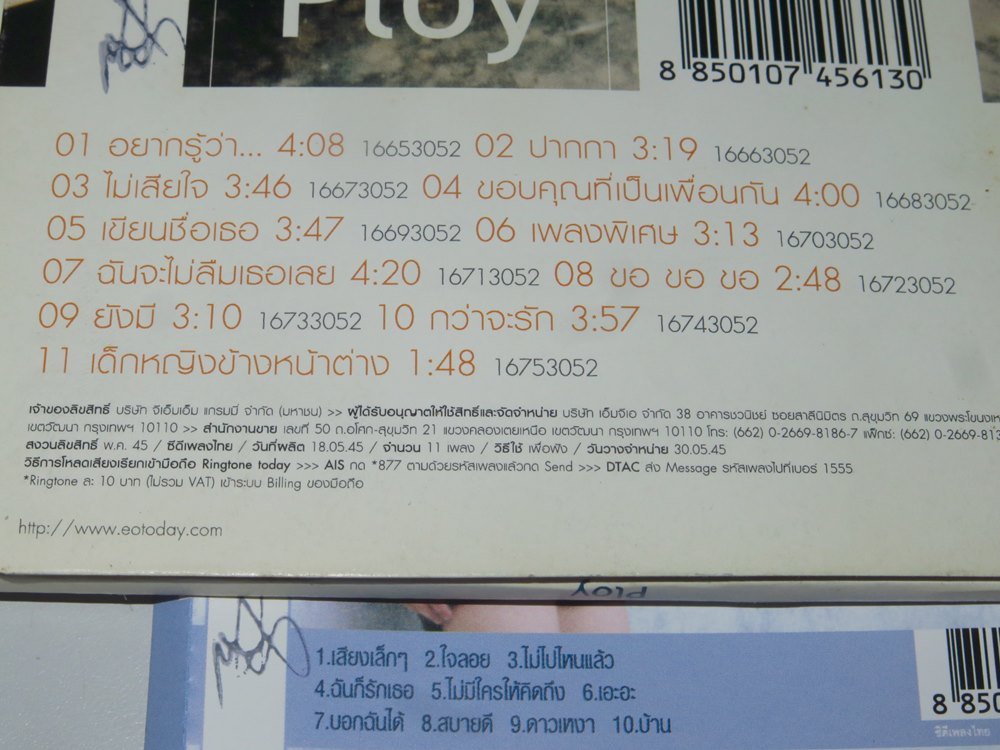 Ploy
8 850107 456130
01 อยากรู้ว่า... 4:08 16653052 02 ปากกา 3:19 16663052
03 ไม่เสียใจ 3:46 16673052 04 ขอบคุณที่เป็นเพื่อนกัน 4:00 16683052
05 เขียนชื่อเธอ 3:47 16693052 06 เพลงพิเศษ 3:13 16703052
07 ฉันจะไม่ลืมเธอเลย 4:20 16713052 08 ขอ ขอ ขอ 2:48 16723052
09 ยังมี 3:10 16733052 10 กว่าจะรัก 3:57 16743052
11 เด็กหญิงข้างหน้าต่าง 1:48 16753052
เจ้าของลิขสิทธิ์ บริษัท จีเอ็มเอ็ม แกรมมี่ จำกัด (มหาชน) >> ผู้ได้รับอนุญาตให้ใช้สิทธิ์และจัดจำหน่าย บริษัท เอ็มจีเอ จำกัด 38 อาคารชวนิชย์ ซอยสาลีนิมิตร ถ.สุขุมวิท 69 แขวงพระโขนงเหนือ
เขตวัฒนา กรุงเทพฯ 10110 >> สำนักงานขาย เลขที่ 50 ถ.อโศก-สุขุมวิท 21 แขวงคลองเตยเหนือ เขตวัฒนา กรุงเทพฯ 10110 โทร: (662) 0-2669-8186-7 แฟ็กซ์: (662) 0-2669-813
สงวนลิขสิทธิ์ พ.ศ. 45 / ซีดีเพลงไทย / วันที่ผลิต 18.05.45 / จำนวน 11 เพลง / วิธีใช้ เพื่อฟัง / วันวางจำหน่าย 30.05.45
วิธีการโหลดเสียงเรียกเข้ามือถือ Ringtone today >>> AIS กด *877 ตามด้วยรหัสเพลงแล้วกด Send >>> DTAC ส่ง Message รหัสเพลงไปที่เบอร์ 1555
*Ringtone ละ 10 บาท (ไม่รวม VAT) เข้าระบบ Billing ของมือถือ
http://www.eotoday.com
Ploy
1.เสียงเล็กๆ 2.ใจลอย 3.ไม่ไปไหนแล้ว
4.ฉันก็รักเธอ 5.ไม่มีใครให้คิดถึง 6.เอะอะ
7.บอกฉันได้ 8.สบายดี 9.ดาวเหงา 10.บ้าน
8 850
ซีดีเพลงไทย